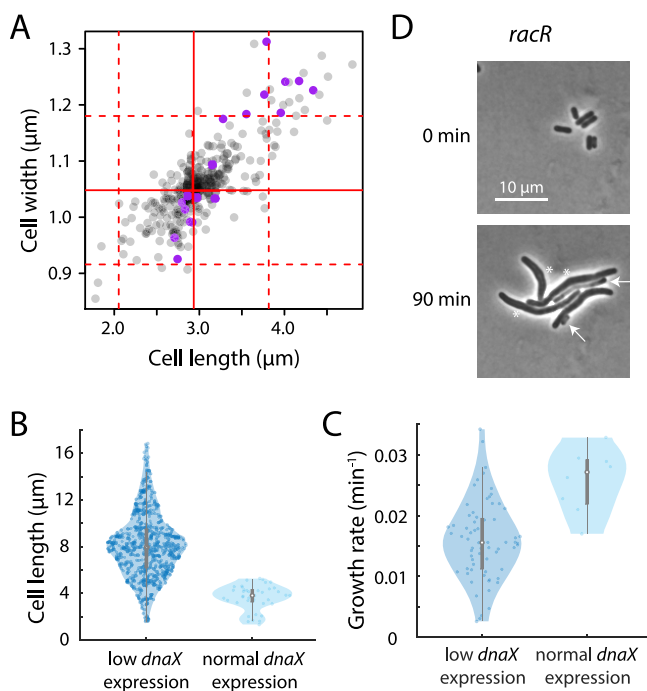 A
Cell width (µm)
1.3
1.2
1.1
1.0
0.9
2.0 3.0 4.0
Cell length (µm)
D
racR
0 min
10 µm
90 min
*
*
*
B
Cell length (µm)
16
12
8
4
0
low dnaX
expression
normal dnaX
expression
C
Growth rate (min⁻¹)
0.03
0.02
0.01
0
low dnaX
expression
normal dnaX
expression